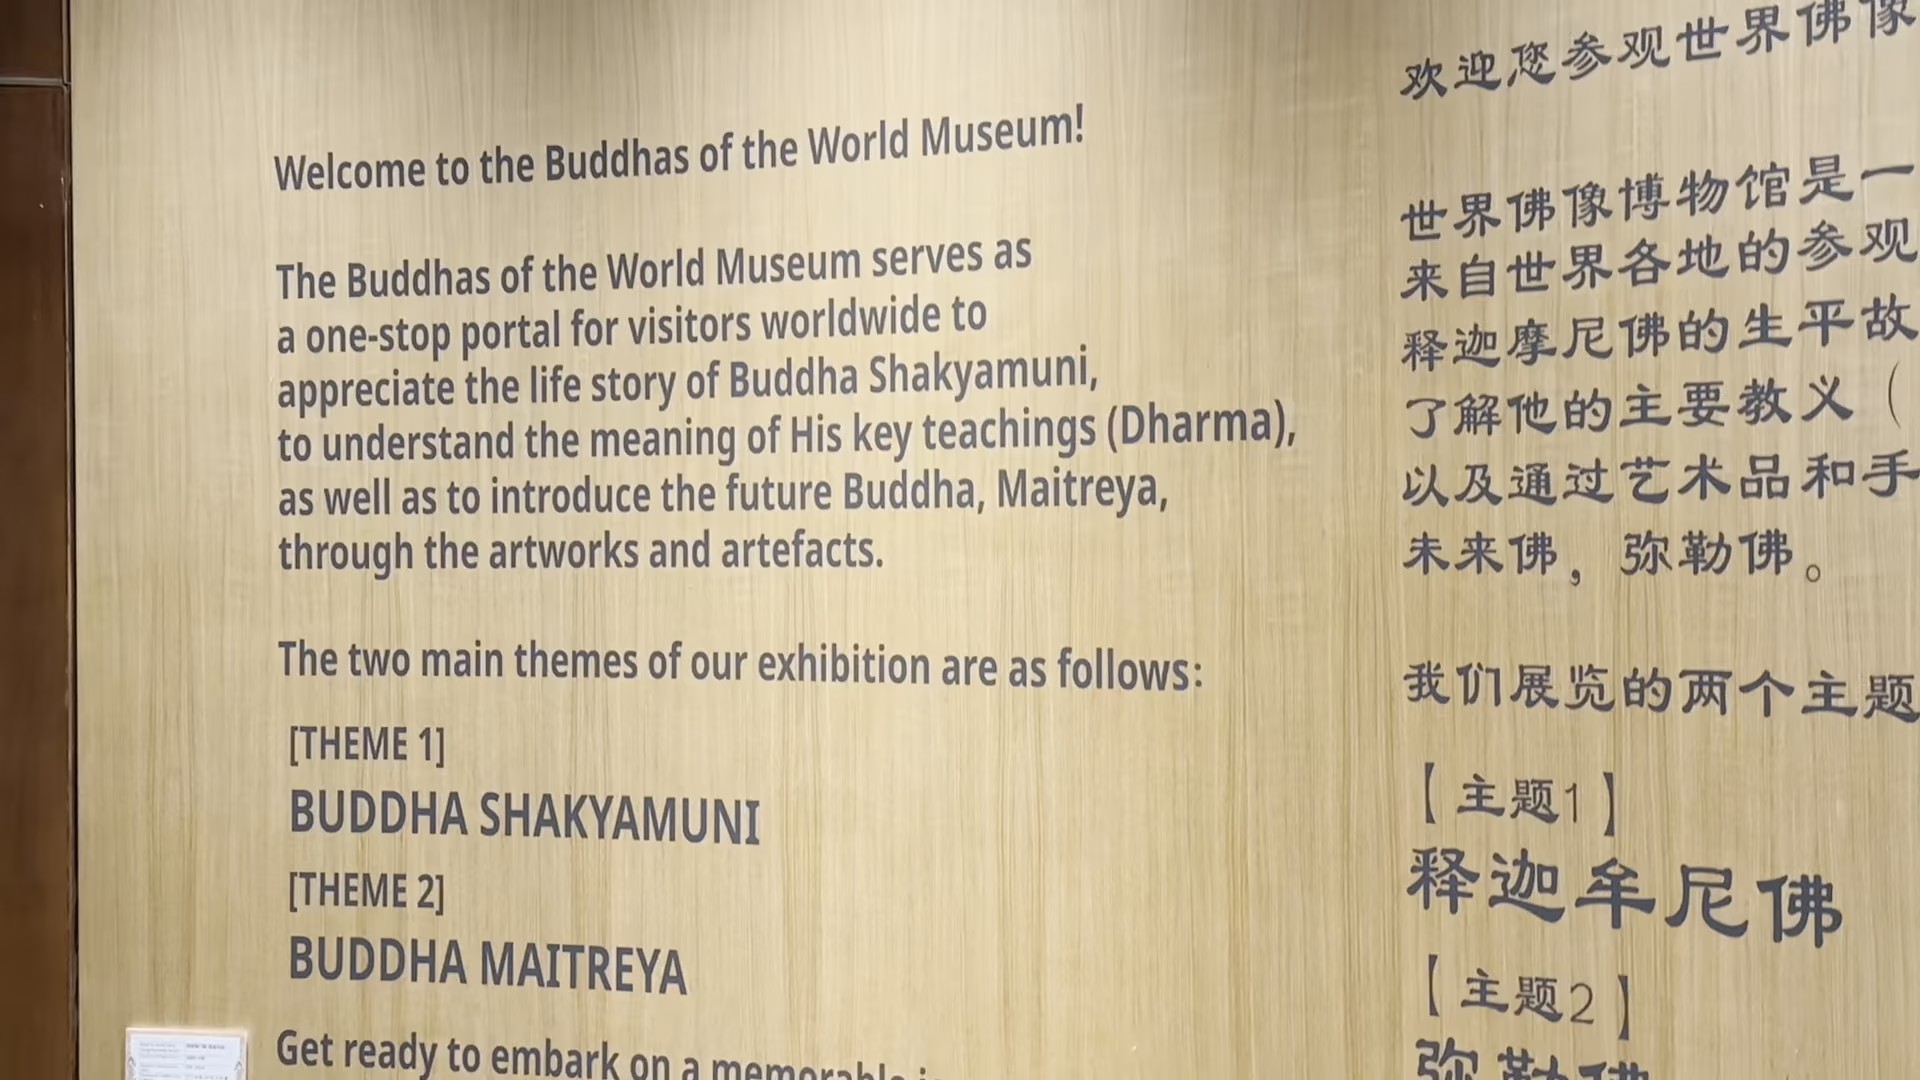 Welcome to the Buddhas of the World Museum!
The Buddhas of the World Museum serves as
a one-stop portal for visitors worldwide to
appreciate the life story of Buddha Shakyamuni,
to understand the meaning of His key teachings (Dharma),
as well as to introduce the future Buddha, Maitreya,
through the artworks and artefacts.
The two main themes of our exhibition are as follows:
[THEME 1]
BUDDHA SHAKYAMUNI
[THEME 2]
BUDDHA MAITREYA
Get ready to embark on a memorable
欢迎您参观世界佛像
世界佛像博物馆是一
来自世界各地的参观
释迦摩尼佛的生平故
了解他的主要教义（
以及通过艺术品和手
未来佛，弥勒佛。
我们展览的两个主题
【主题1】
释迦牟尼佛
【主题2】
弥勒佛